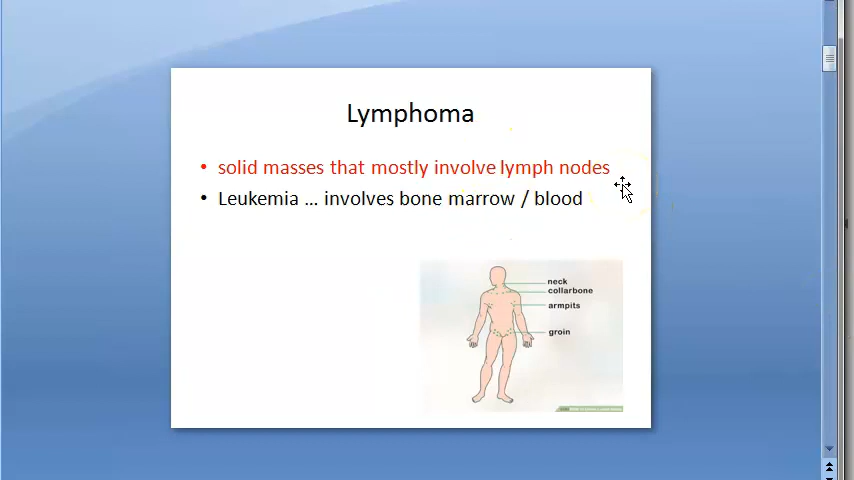 Lymphoma
• solid masses that mostly involve lymph nodes
• Leukemia ... involves bone marrow / blood
neck
collarbone
armpits
groin